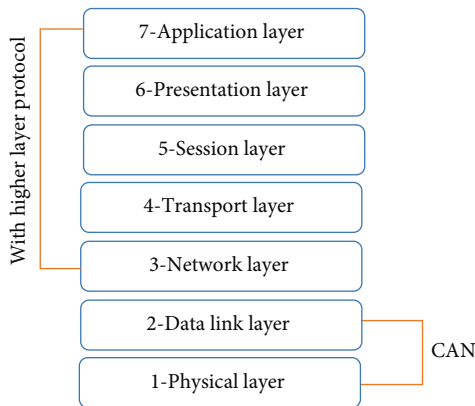 7-Application layer
6-Presentation layer
5-Session layer
4-Transport layer
3-Network layer
2-Data link layer
1-Physical layer
With higher layer protocol
CAN